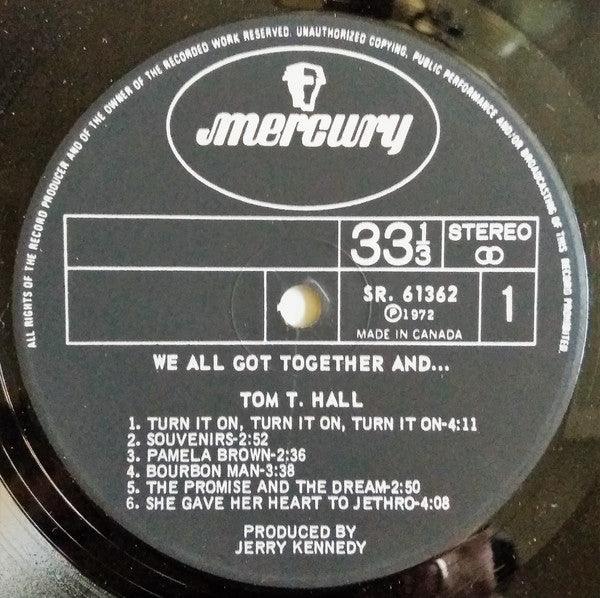 ALL RIGHTS OF THE RECORD PRODUCER AND OF THE OWNER OF THE RECORDED WORK RESERVED. UNAUTHORIZED COPYING, PUBLIC PERFORMANCE AND/OR BROADCASTING OF THIS RECORD PROHIBITED.
mercury
33 1/3
STEREO
SR. 61362
Ⓟ1972
MADE IN CANADA
1
WE ALL GOT TOGETHER AND...
TOM T. HALL
1. TURN IT ON, TURN IT ON, TURN IT ON-4:11
2. SOUVENIRS-2:52
3. PAMELA BROWN-2:36
4. BOURBON MAN-3:38
5. THE PROMISE AND THE DREAM-2:50
6. SHE GAVE HER HEART TO JETHRO-4:08
PRODUCED BY
JERRY KENNEDY